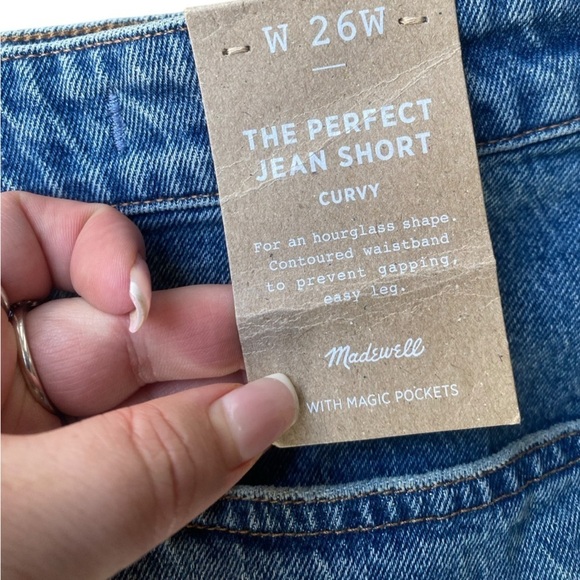 W 26W
THE PERFECT
JEAN SHORT
CURVY
For an hourglass shape.
Contoured waistband
to prevent gapping,
easy leg.
Madewell
WITH MAGIC POCKETS